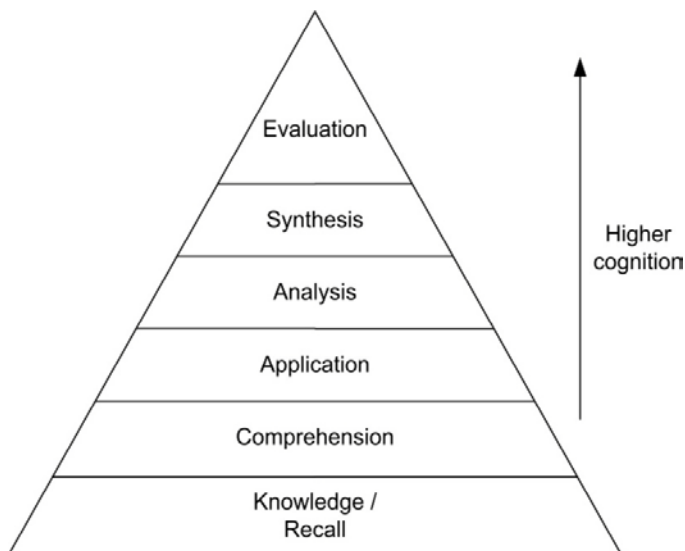 Evaluation
Synthesis
Higher
cognition
Analysis
Application
Comprehension
Knowledge /
Recall